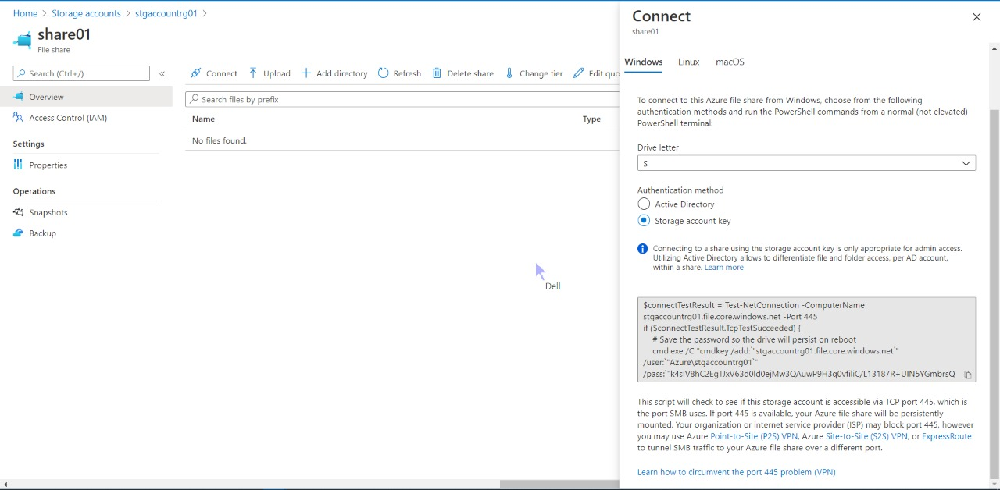 Home > Storage accounts > stgaccountrg01 >
share01
File share
Search (Ctrl+/)
«
Overview
Access Control (IAM)
Settings
Properties
Operations
Snapshots
Backup
Connect
Upload
Add directory
Refresh
Delete share
Change tier
Edit quo
Search files by prefix
Name
Type
No files found.
Dell
Connect
share01
Windows
Linux
macOS
To connect to this Azure file share from Windows, choose from the following
authentication methods and run the PowerShell commands from a normal (not elevated)
PowerShell terminal:
Drive letter
S
Authentication method
Active Directory
Storage account key
Connecting to a share using the storage account key is only appropriate for admin access.
Utilizing Active Directory allows to differentiate file and folder access, per AD account,
within a share. Learn more
$connectTestResult = Test-NetConnection -ComputerName
stgaccountrg01.file.core.windows.net -Port 445
if ($connectTestResult.TcpTestSucceeded) {
# Save the password so the drive will persist on reboot
cmd.exe /C "cmdkey /add:`"stgaccountrg01.file.core.windows.net`"
/user:`"Azure\stgaccountrg01`"
/pass:`"
This script will check to see if this storage account is accessible via TCP port 445, which is
the port SMB uses. If port 445 is available, your Azure file share will be persistently
mounted. Your organization or internet service provider (ISP) may block port 445, however
you may use Azure Point-to-Site (P2S) VPN, Azure Site-to-Site (S2S) VPN, or ExpressRoute
to tunnel SMB traffic to your Azure file share over a different port.
Learn how to circumvent the port 445 problem (VPN)